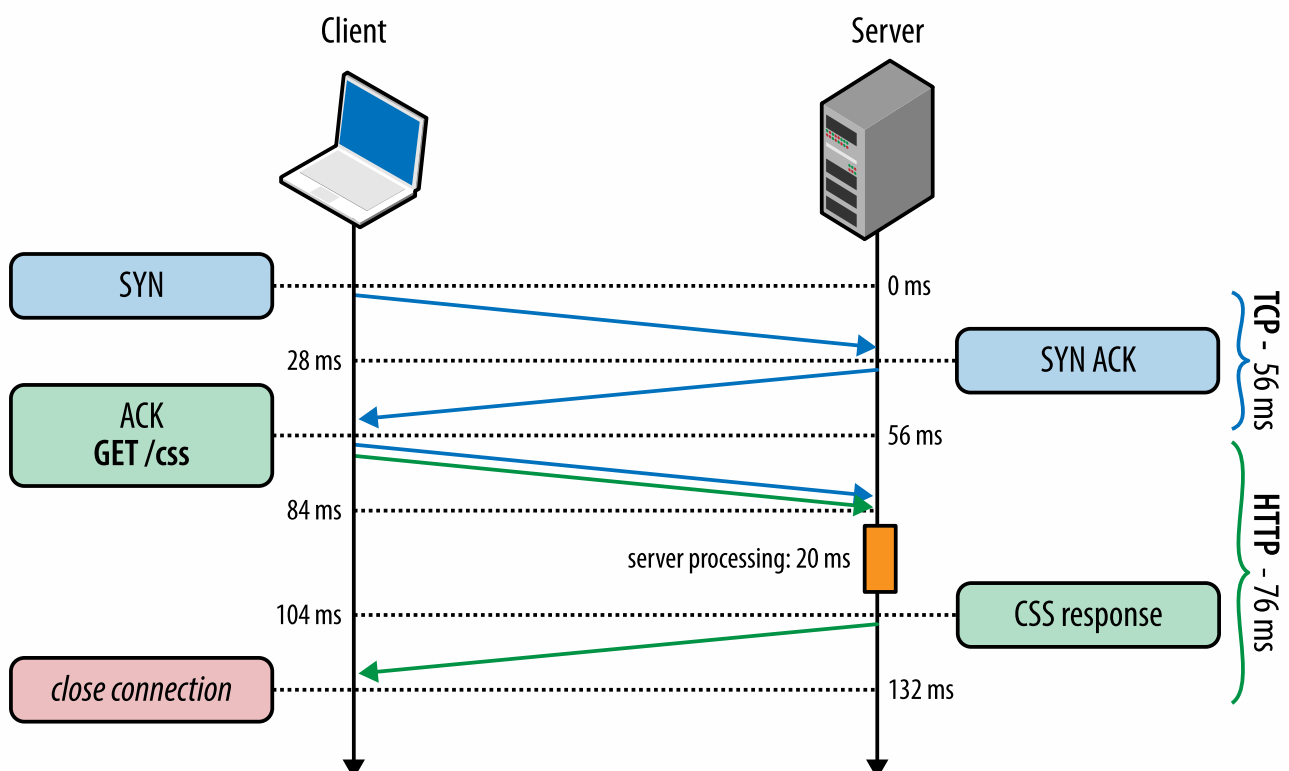 Client
Server
SYN
0 ms
28 ms
SYN ACK
TCP - 56 ms
ACK
GET /css
56 ms
84 ms
server processing: 20 ms
HTTP - 76 ms
104 ms
CSS response
close connection
132 ms